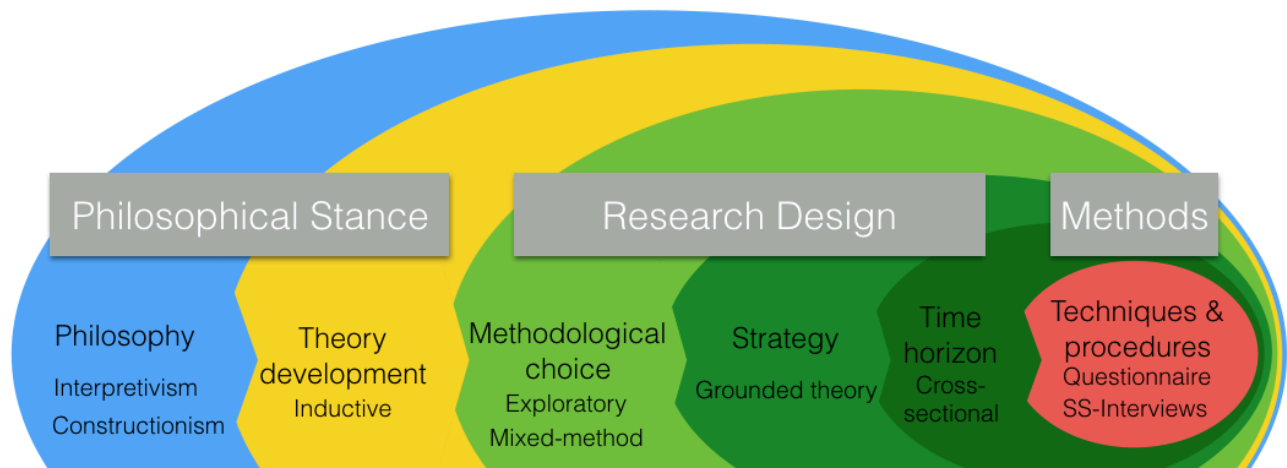 Philosophical Stance
Research Design
Methods
Philosophy
Interpretivism
Constructionism
Theory
development
Inductive
Methodological
choice
Exploratory
Mixed-method
Strategy
Grounded theory
Time
horizon
Cross-
sectional
Techniques &
procedures
Questionnaire
SS-Interviews